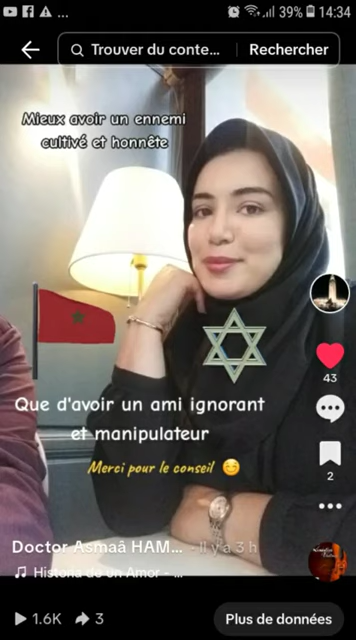 39% 14:34
Trouver du conte... Rechercher
Mieux avoir un ennemi
cultivé et honnête
43
Que d'avoir un ami ignorant
et manipulateur
Merci pour le conseil 😊
2
Doctor Asmaâ HAM... · Il y a 3 h
Historia de un Amor - ...
1.6K 3 Plus de données